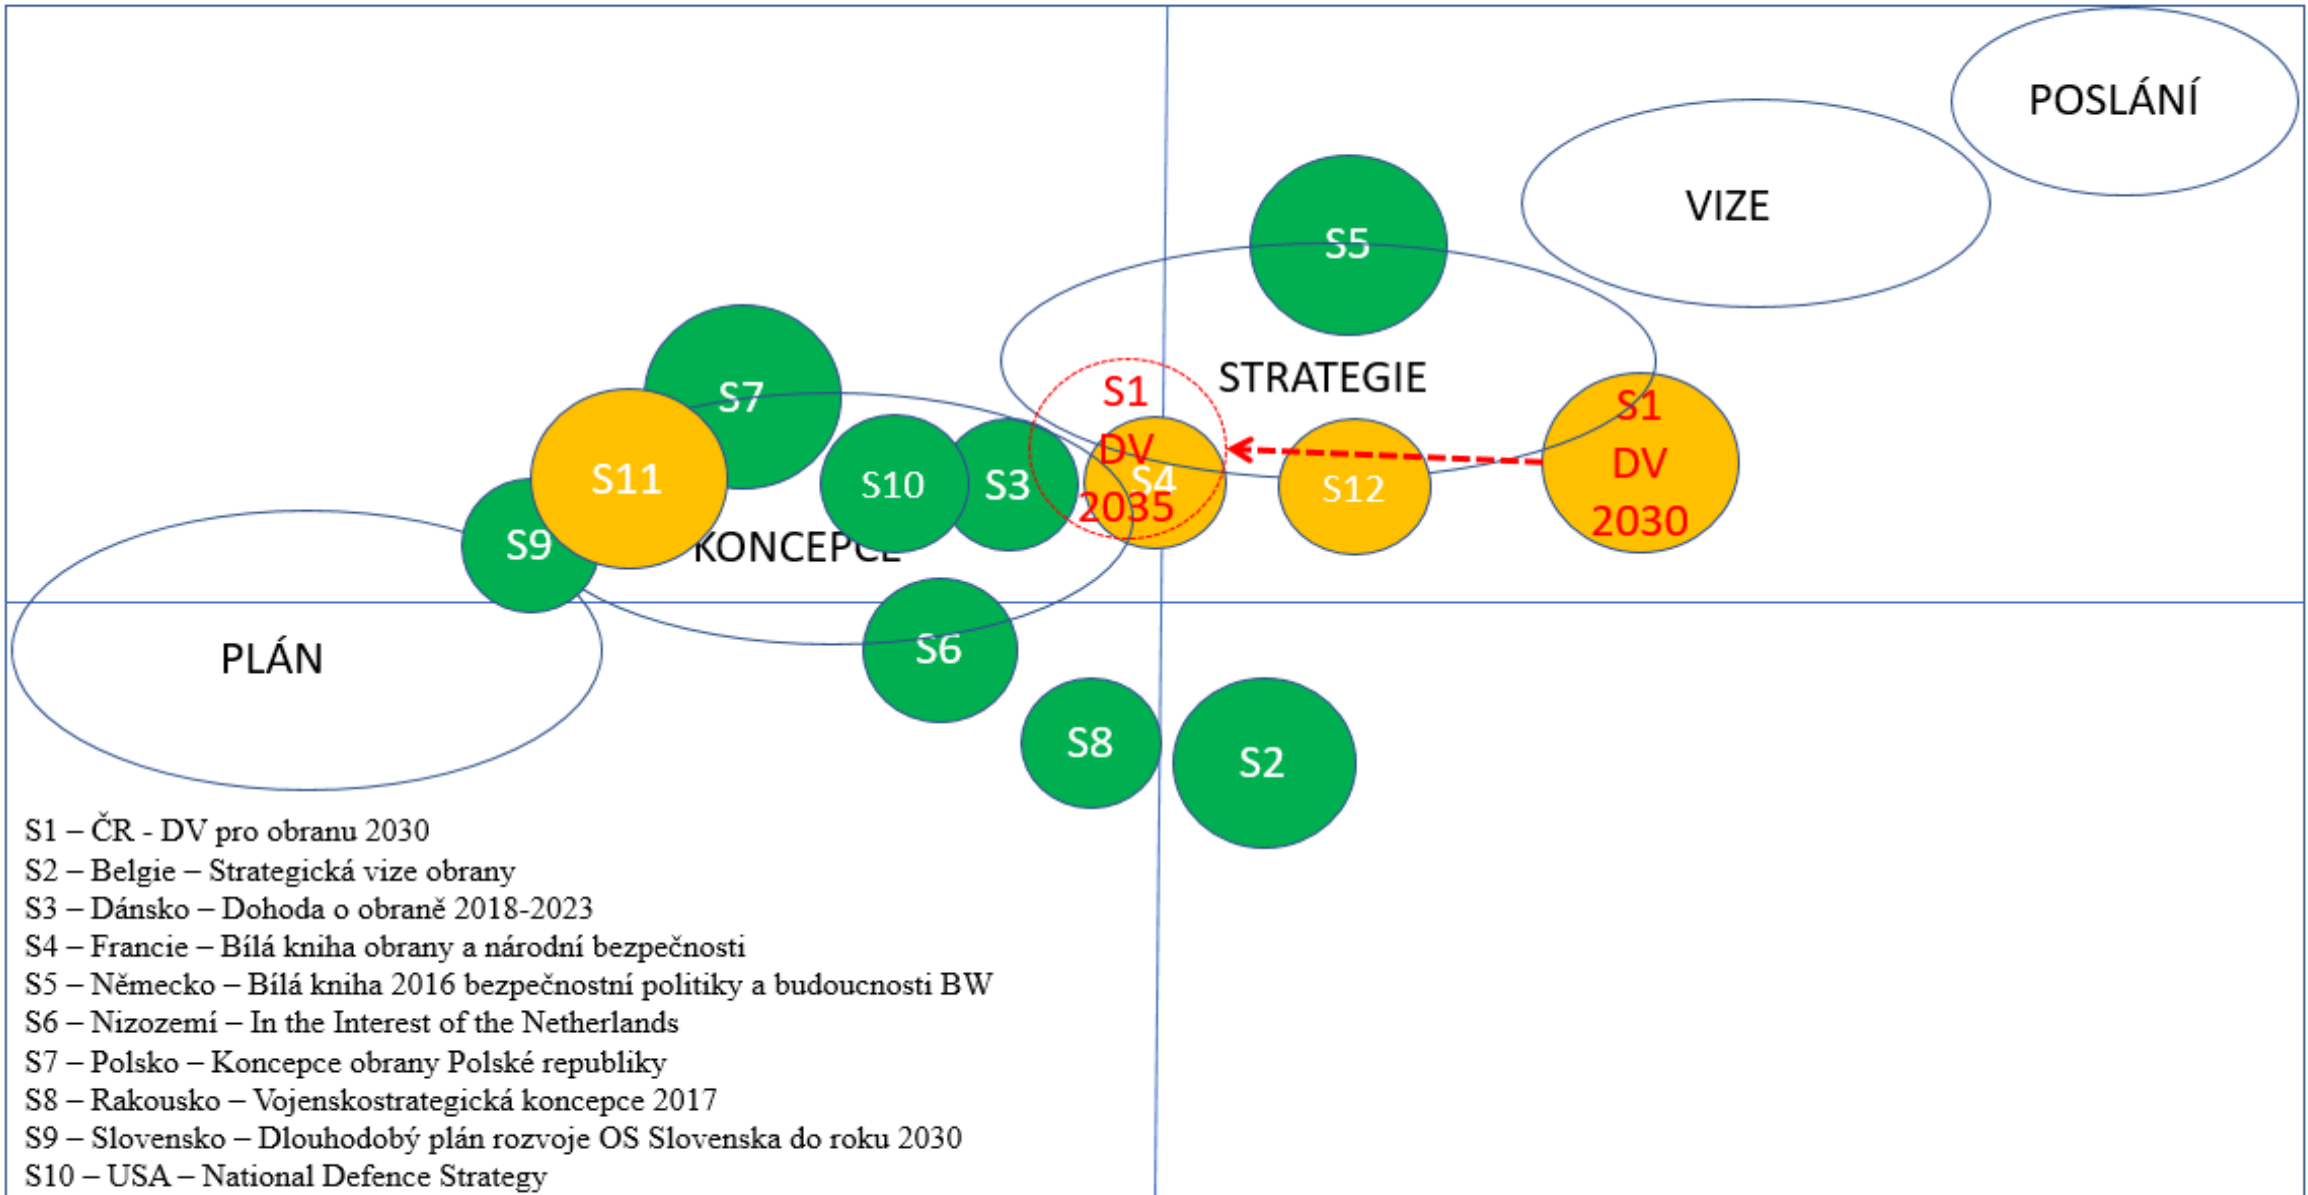 POSLÁNÍ
VIZE
S5
STRATEGIE
S7
S1
DV
2035
S1
DV
2030
S11
S10
S3
S4
S12
S9
KONCEPCE
PLÁN
S6
S8
S2
S1 – ČR - DV pro obranu 2030
S2 – Belgie – Strategická vize obrany
S3 – Dánsko – Dohoda o obraně 2018-2023
S4 – Francie – Bílá kniha obrany a národní bezpečnosti
S5 – Německo – Bílá kniha 2016 bezpečnostní politiky a budoucnosti BW
S6 – Nizozemí – In the Interest of the Netherlands
S7 – Polsko – Koncepce obrany Polské republiky
S8 – Rakousko – Vojenskostrategická koncepce 2017
S9 – Slovensko – Dlouhodobý plán rozvoje OS Slovenska do roku 2030
S10 – USA – National Defence Strategy